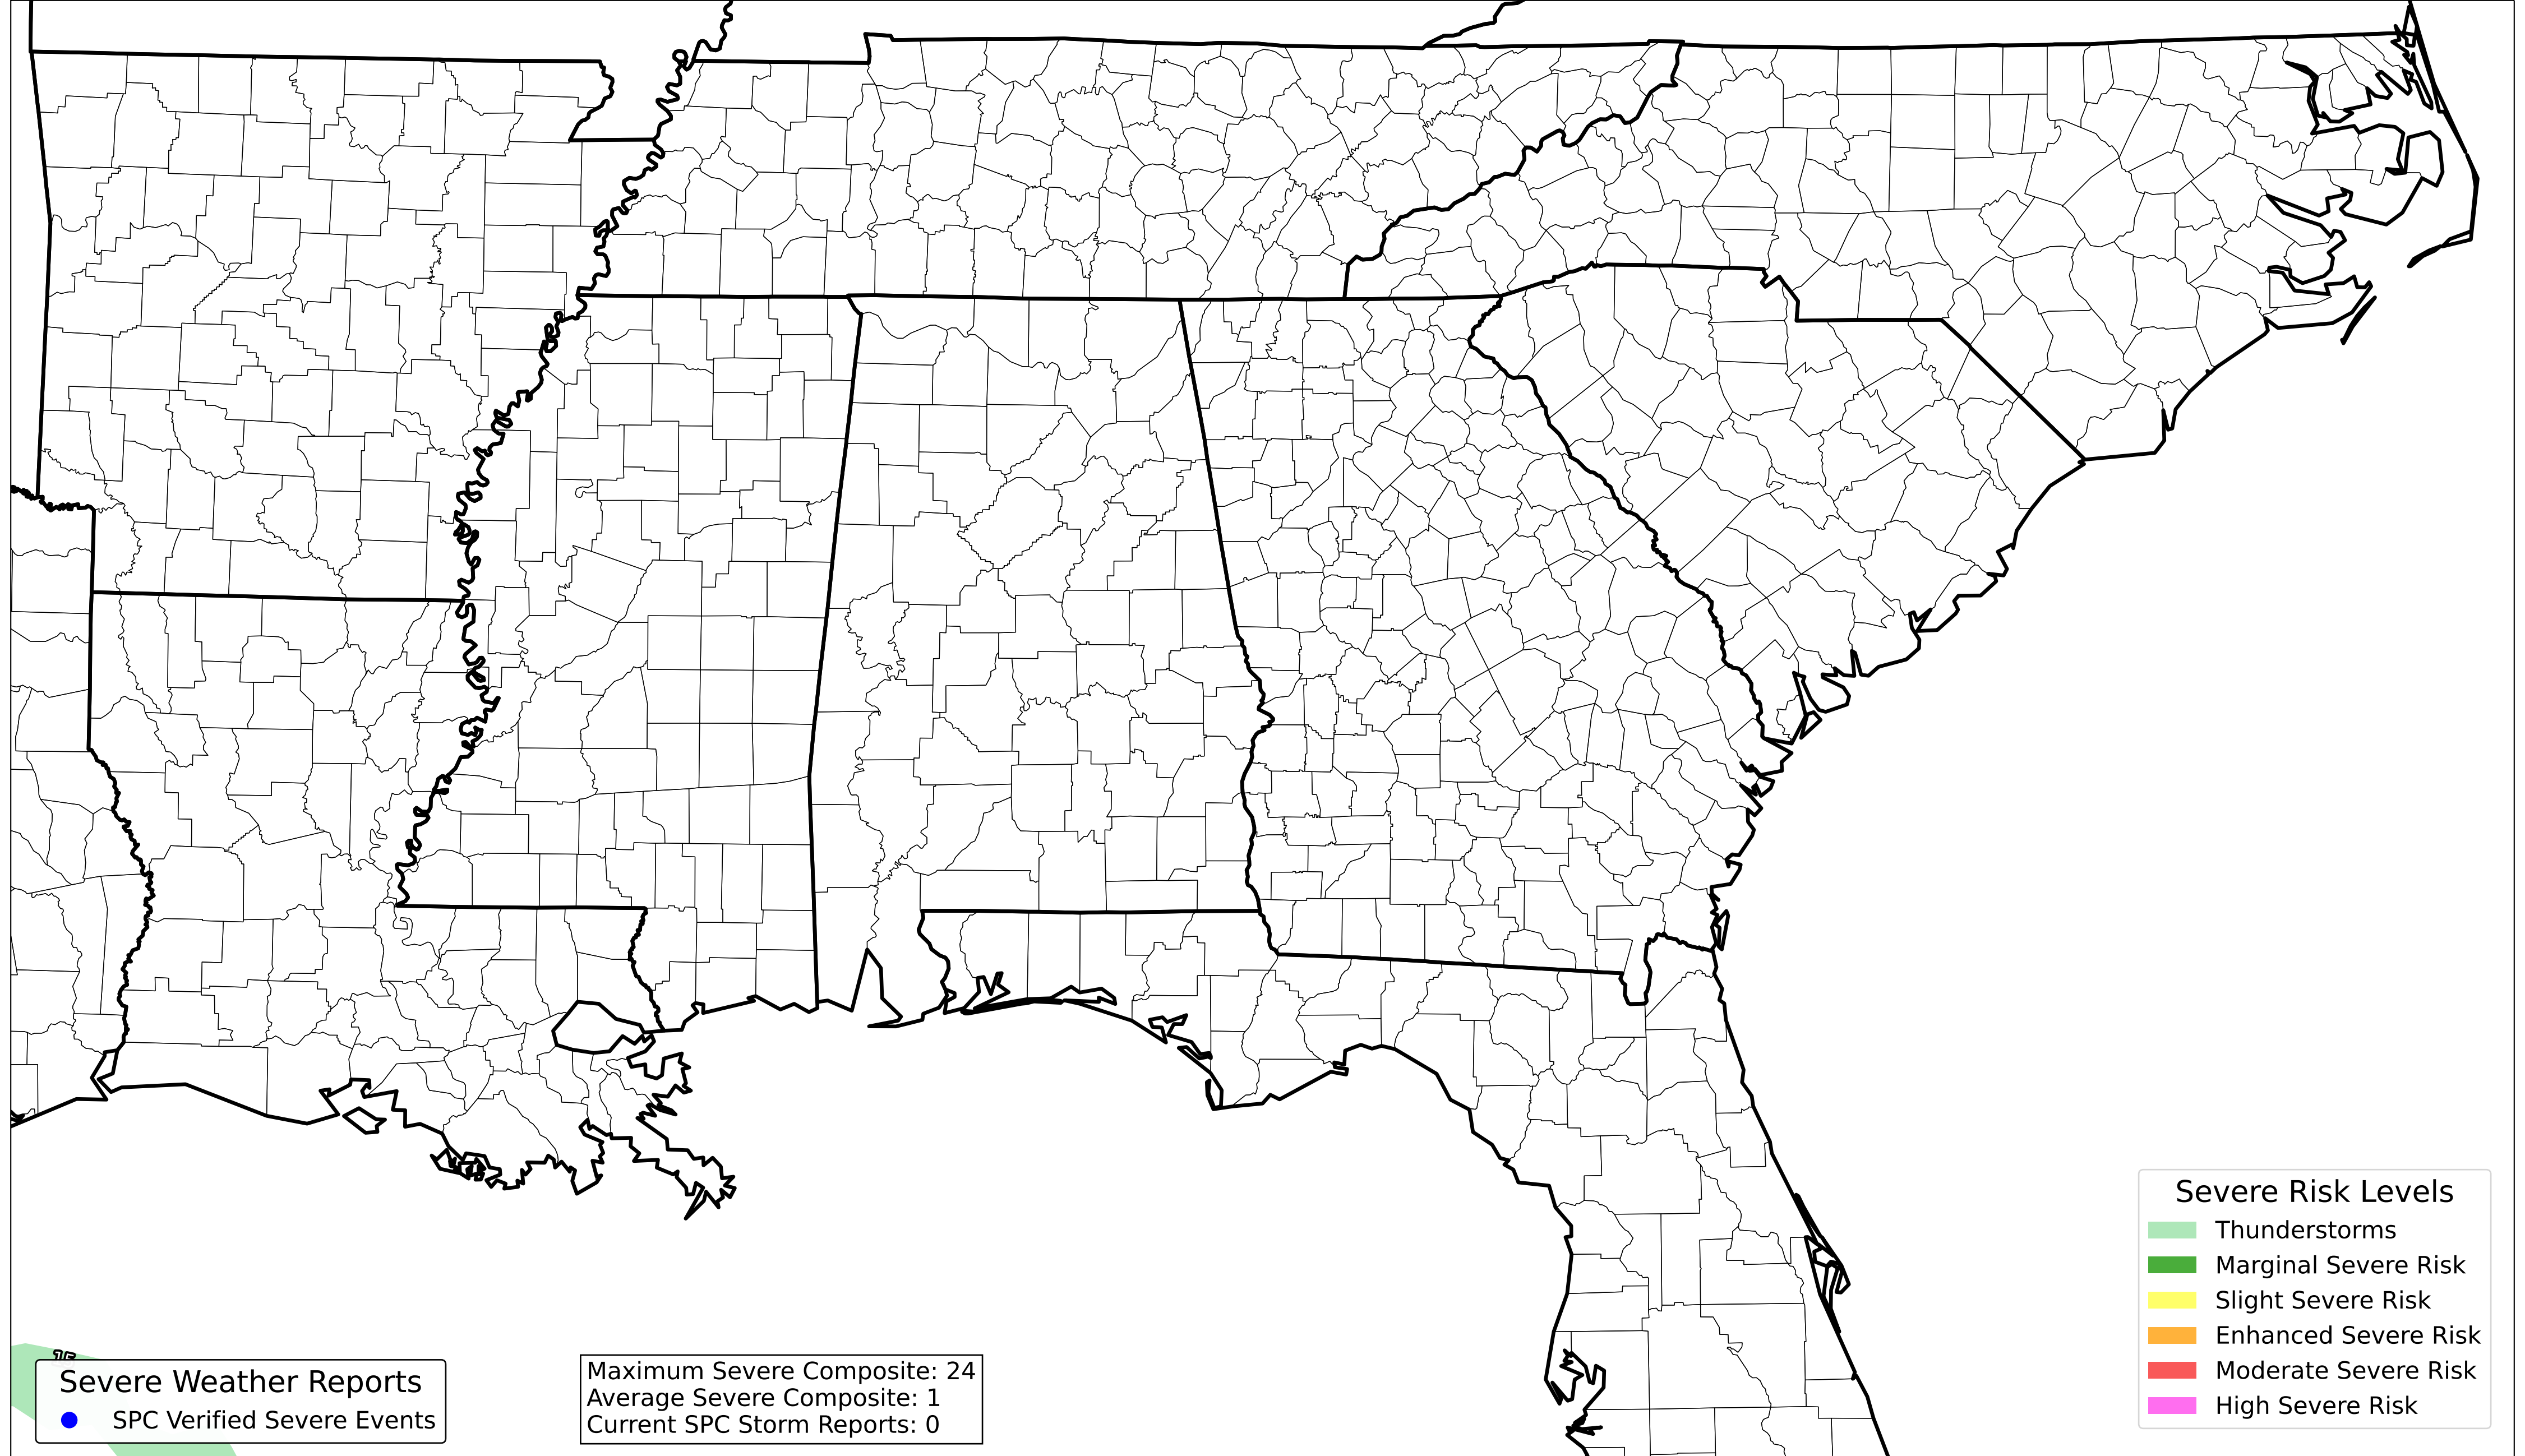 Severe Risk Levels
Thunderstorms
Marginal Severe Risk
Slight Severe Risk
Enhanced Severe Risk
Moderate Severe Risk
High Severe Risk
Severe Weather Reports
SPC Verified Severe Events
Maximum Severe Composite: 24
Average Severe Composite: 1
Current SPC Storm Reports: 0